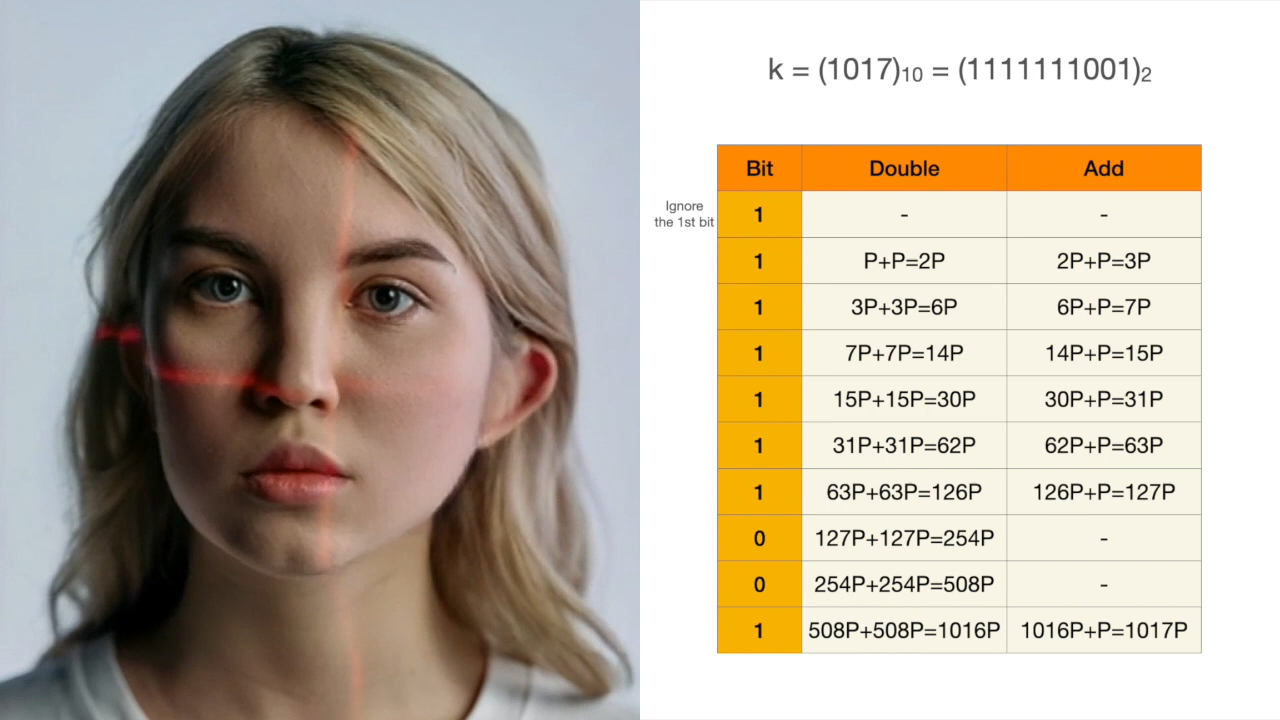 k = (1017)₁₀ = (1111111001)₂
Bit Double Add
Ignore
the 1st bit
1 - -
1 P+P=2P 2P+P=3P
1 3P+3P=6P 6P+P=7P
1 7P+7P=14P 14P+P=15P
1 15P+15P=30P 30P+P=31P
1 31P+31P=62P 62P+P=63P
1 63P+63P=126P 126P+P=127P
0 127P+127P=254P -
0 254P+254P=508P -
1 508P+508P=1016P 1016P+P=1017P